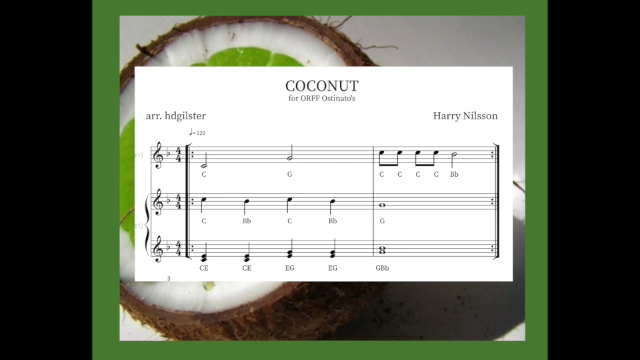 COCONUT
for ORFF Ostinato's
arr. hdgilster Harry Nilsson
♩=120
C G C C C C Bb
C Bb C Bb G
CE CE EG EG GBb
3